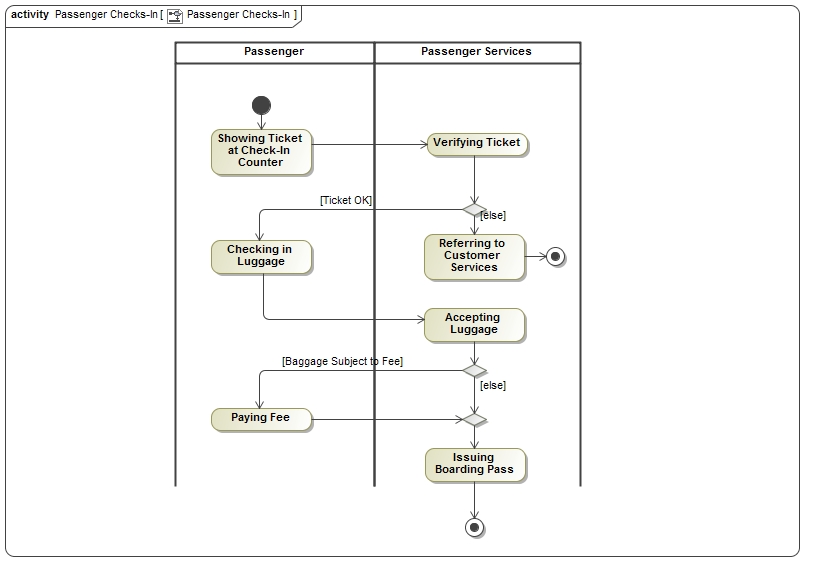 activity Passenger Checks-In [ Passenger Checks-In ]
Passenger
Passenger Services
Showing Ticket
at Check-In
Counter
Verifying Ticket
[Ticket OK]
[else]
Checking in
Luggage
Referring to
Customer
Services
Accepting
Luggage
[Baggage Subject to Fee]
[else]
Paying Fee
Issuing
Boarding Pass